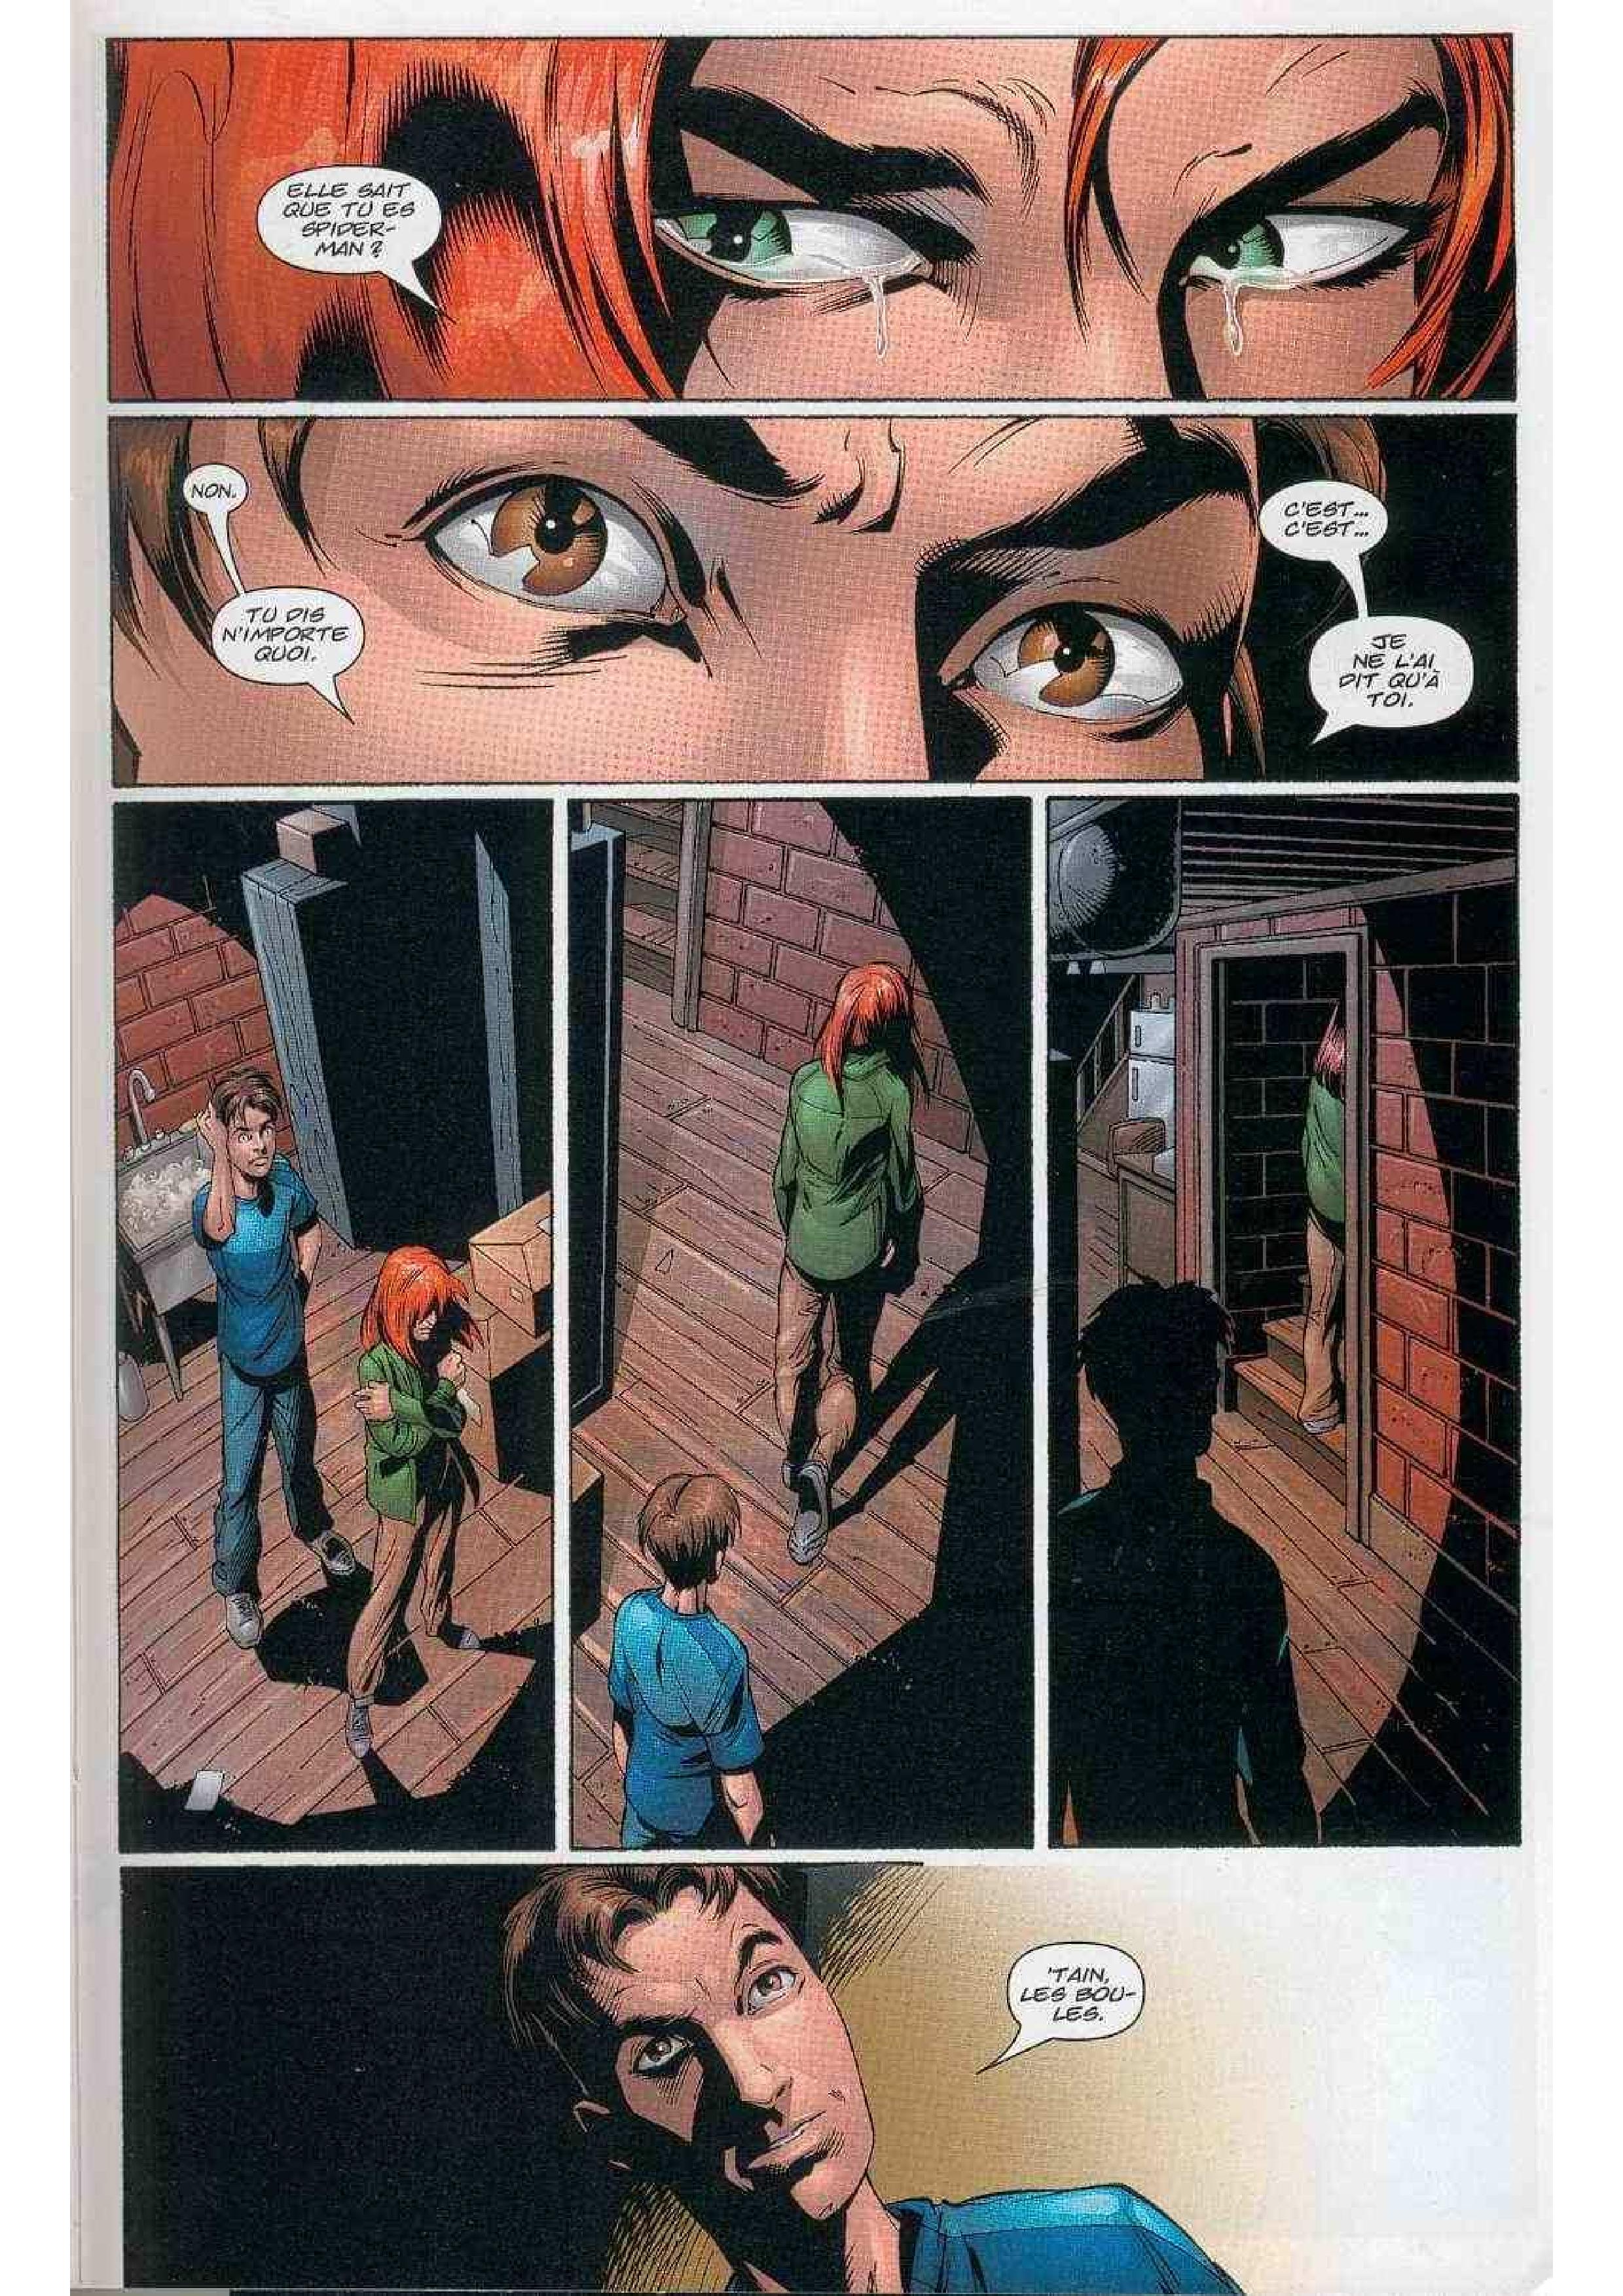 ELLE SAIT
QUE TU ES
SPIDER-
MAN ?
NON.
TU DIS
N'IMPORTE
QUOI.
C'EST...
C'EST...
JE
NE L'AI
DIT QU'À
TOI.
'TAIN,
LES BOU-
LES.